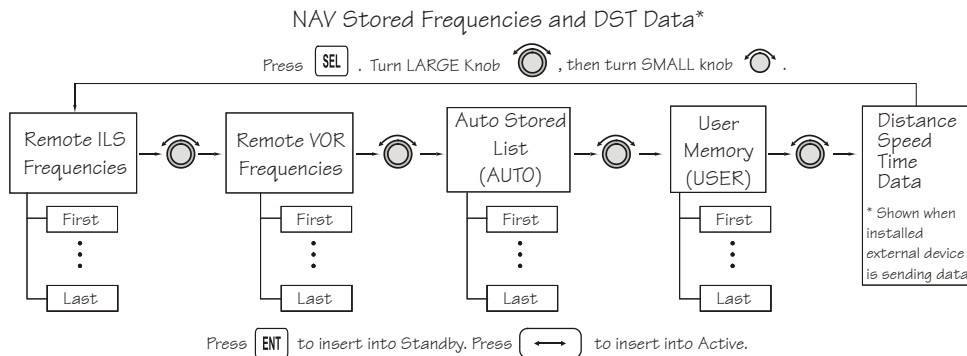 NAV Stored Frequencies and DST Data*
Press SEL . Turn LARGE Knob , then turn SMALL knob .
Remote ILS
Frequencies
First
Last
Remote VOR
Frequencies
First
Last
Auto Stored
List
(AUTO)
First
Last
User
Memory
(USER)
First
Last
Distance
Speed
Time
Data
* Shown when
installed
external device
is sending data
Press ENT to insert into Standby. Press to insert into Active.